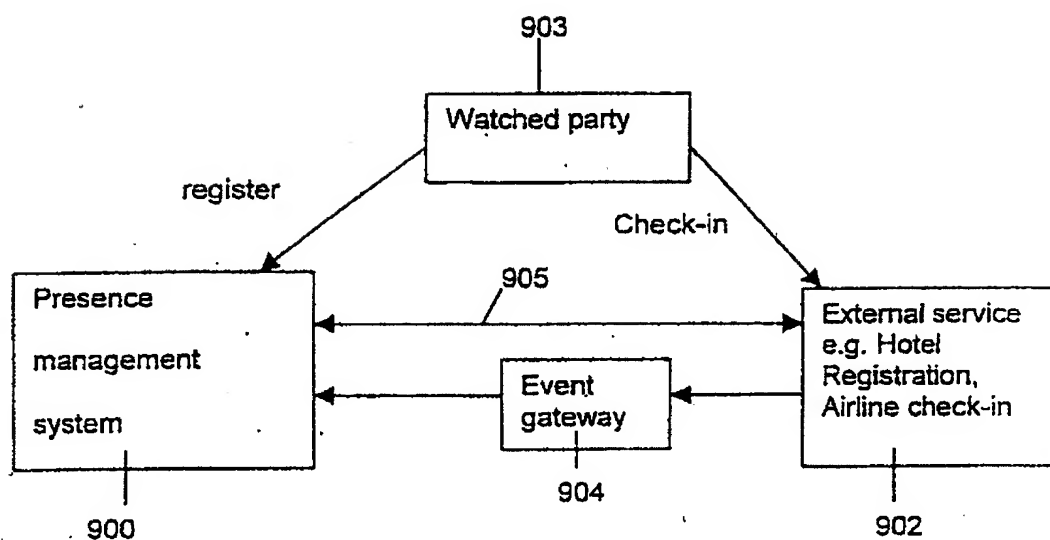 903
Watched party
register
Check-in
905
Presence
management
system
External service
e.g. Hotel
Registration,
Airline check-in
Event
gateway
904
900
902